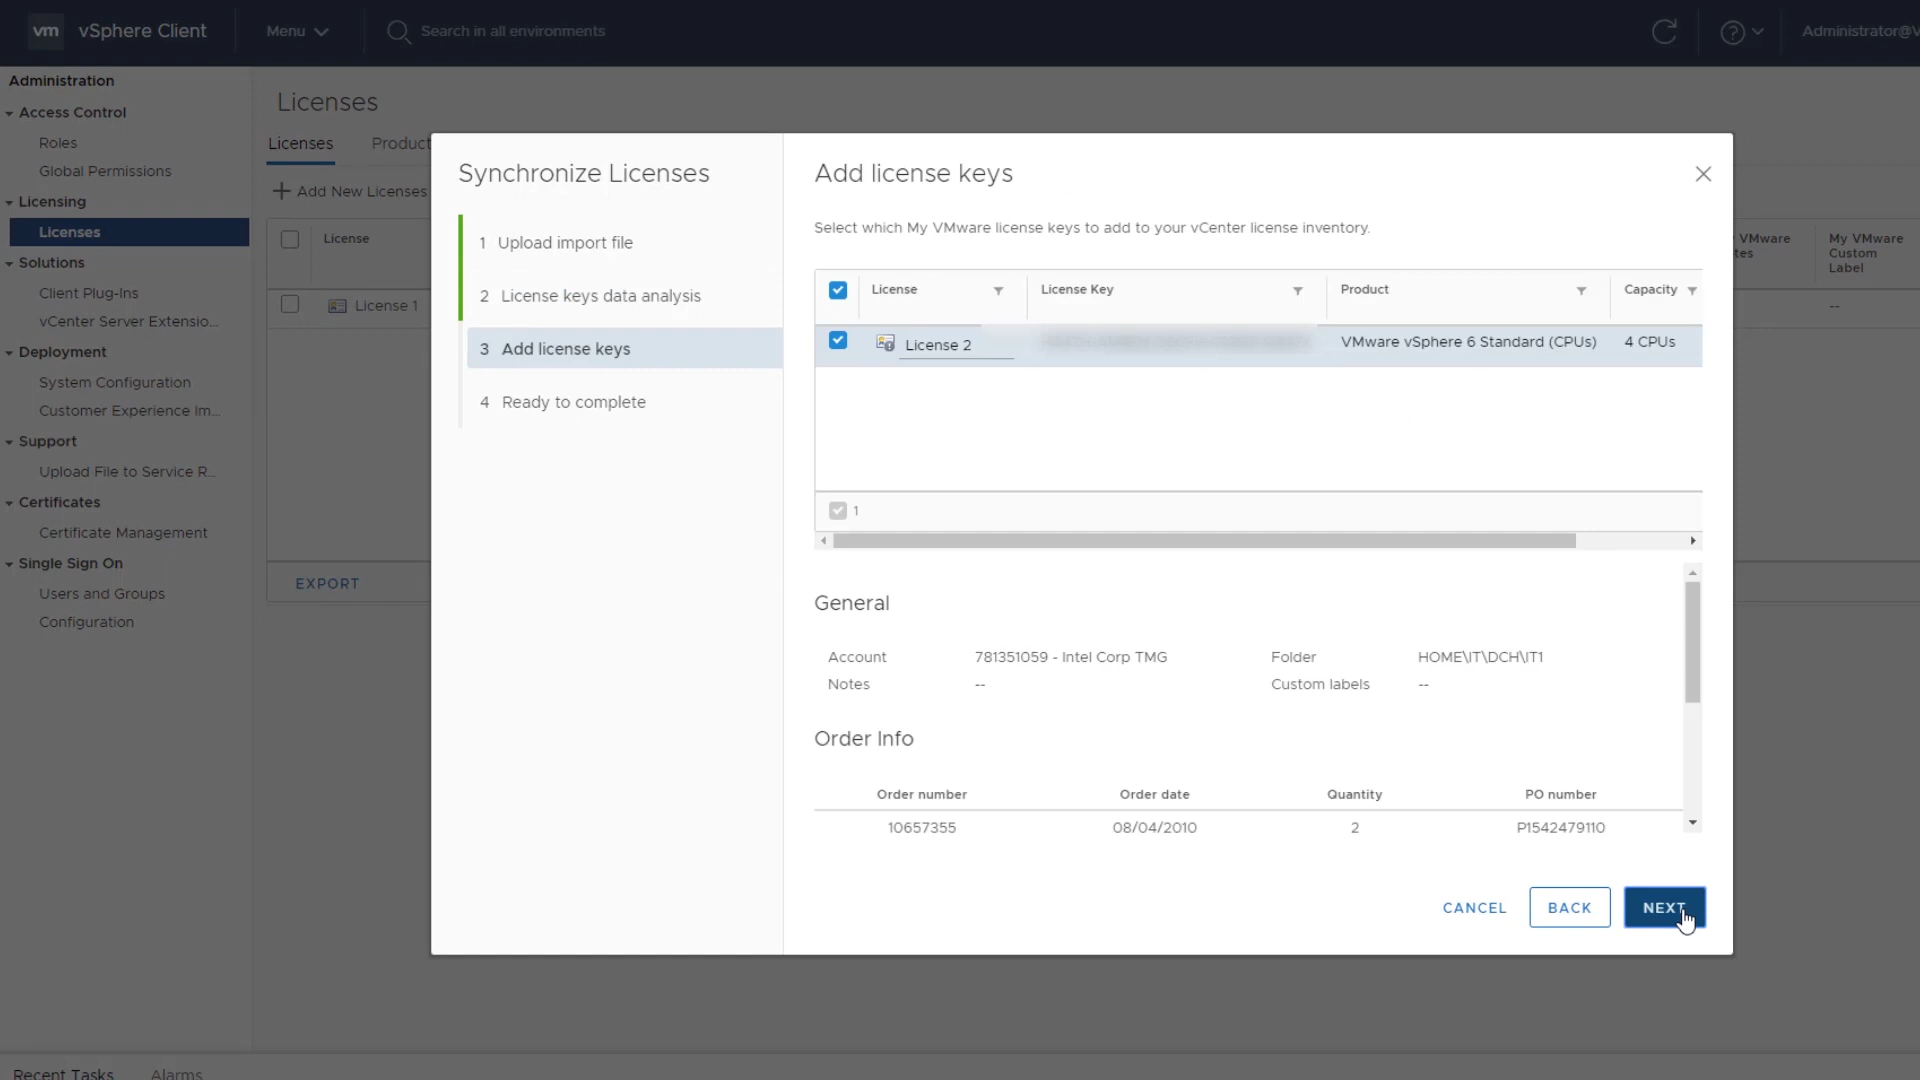 vm vSphere Client Menu Search in all environments Administrator@V
Administration
Access Control
Roles
Global Permissions
Licensing
Licenses
Solutions
Client Plug-Ins
vCenter Server Extensio...
Deployment
System Configuration
Customer Experience Im...
Support
Upload File to Service R...
Certificates
Certificate Management
Single Sign On
Users and Groups
Configuration
Licenses
Licenses Product
Add New Licenses
License
License 1
EXPORT
VMware
tes
My VMware
Custom
Label
--
Synchronize Licenses
1 Upload import file
2 License keys data analysis
3 Add license keys
4 Ready to complete
Add license keys
Select which My VMware license keys to add to your vCenter license inventory.
License License Key Product Capacity
License 2 VMware vSphere 6 Standard (CPUs) 4 CPUs
1
General
Account 781351059 - Intel Corp TMG Folder HOME\IT\DCH\IT1
Notes -- Custom labels --
Order Info
Order number Order date Quantity PO number
10657355 08/04/2010 2 P1542479110
CANCEL BACK NEXT
Recent Tasks Alarms